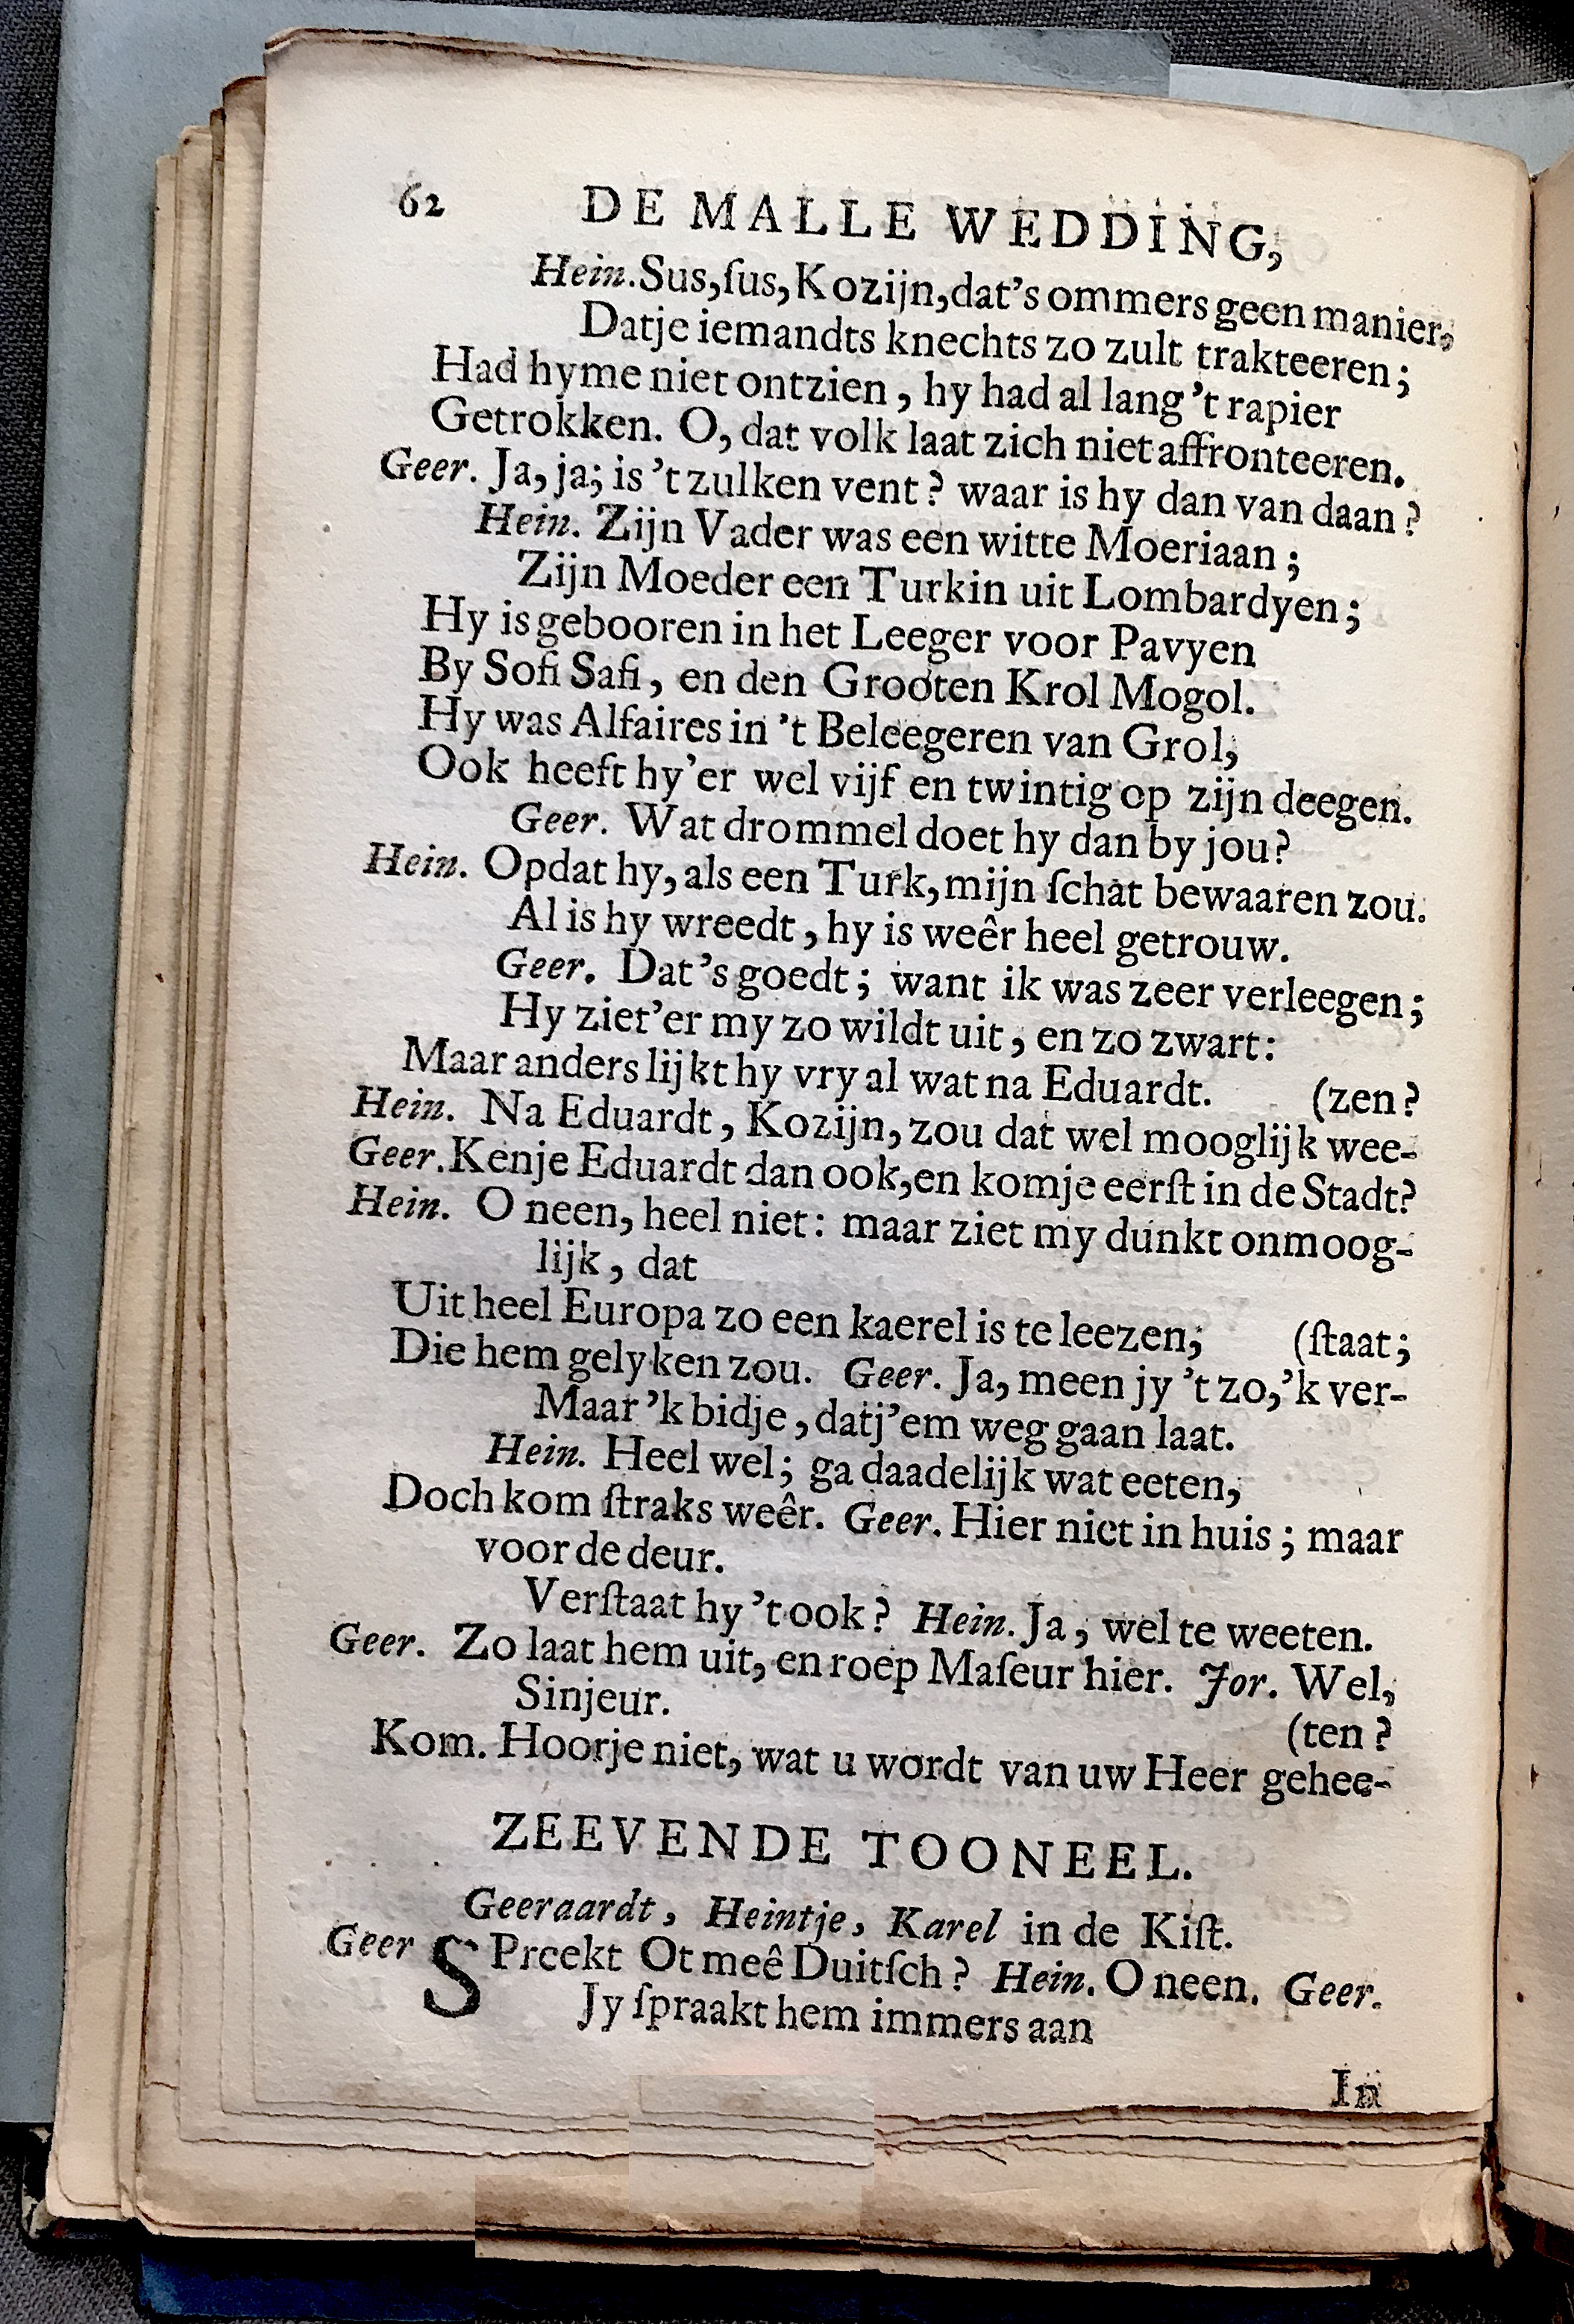 62 DE MALLE WEDDING,
Hein. Sus, ſus, Kozijn, dat's ommers geen manier,
Datje iemandts knechts zo zult trakteeren;
Had hyme niet ontzien, hy had al lang 't rapier
Getrokken. O, dat volk laat zich niet affronteeren.
Geer. Ja, ja; is 't zulken vent? waar is hy dan van daan?
Hein. Zijn Vader was een witte Moeriaan;
Zijn Moeder een Turkin uit Lombardyen;
Hy is gebooren in het Leeger voor Pavyen
By Sofi Safi, en den Grooten Krol Mogol.
Hy was Alfaires in 't Beleegeren van Grol,
Ook heeft hy'er wel vijf en twintig op zijn deegen.
Geer. Wat drommel doet hy dan by jou?
Hein. Opdat hy, als een Turk, mijn ſchat bewaaren zou.
Al is hy wreedt, hy is weêr heel getrouw.
Geer. Dat's goedt; want ik was zeer verleegen;
Hy ziet'er my zo wildt uit, en zo zwart:
Maar anders lijkt hy vry al wat na Eduardt. (zen?
Hein. Na Eduardt, Kozijn, zou dat wel mooglijk wee-
Geer. Kenje Eduardt dan ook, en komje eerſt in de Stadt?
Hein. O neen, heel niet: maar ziet my dunkt onmoog-
lijk, dat
Uit heel Europa zo een kaerel is te leezen; (ſtaat;
Die hem gelyken zou. Geer. Ja, meen jy 't zo, 'k ver-
Maar 'k bidje, datj'em weg gaan laat.
Hein. Heel wel; ga daadelijk wat eeten,
Doch kom ſtraks weêr. Geer. Hier niet in huis; maar
voor de deur.
Verſtaat hy 't ook? Hein. Ja, wel te weeten.
Geer. Zo laat hem uit, en roep Maſeur hier. Jor. Wel,
Sinjeur. (ten?
Kom. Hoorje niet, wat u wordt van uw Heer gehee-
ZEEVENDE TOONEEL.
Geeraardt, Heintje, Karel in de Kiſt.
Geer SPreekt Ot meê Duitſch? Hein. O neen. Geer.
Jy ſpraakt hem immers aan
In